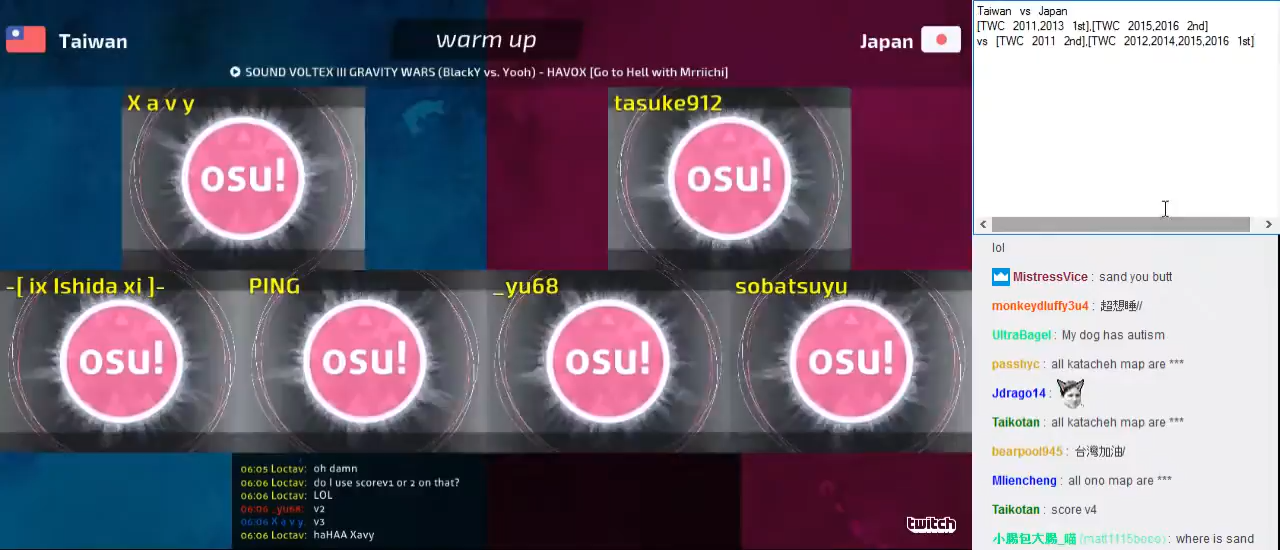 Taiwan
warm up
Japan
SOUND VOLTEX III GRAVITY WARS (BlackY vs. Yooh) - HAVOX [Go to Hell with Mrriichi]
X a v y
tasuke912
osu!
osu!
-[ ix Ishida xi ]-
PING
_yu68
sobatsuyu
osu!
osu!
osu!
osu!
06:05 Loctav: oh damn
06:06 Loctav: do I use scorev1 or 2 on that?
06:06 Loctav: LOL
06:06 _yu68: v2
06:06 X a v y: v3
06:06 Loctav: haHAA Xavy
twitch
Taiwan vs Japan
[TWC 2011,2013 1st],[TWC 2015,2016 2nd]
vs [TWC 2011 2nd],[TWC 2012,2014,2015,2016 1st]
lol
MistressVice : sand you butt
monkeydluffy3u4 : 超想睡//
UltraBagel : My dog has autism
passhyc : all katacheh map are ***
Jdrago14 :
Taikotan : all katacheh map are ***
bearpool945 : 台灣加油/
Mliencheng : all ono map are ***
Taikotan : score v4
小腸包大腸_喵 (matt1115bobo) : where is sand